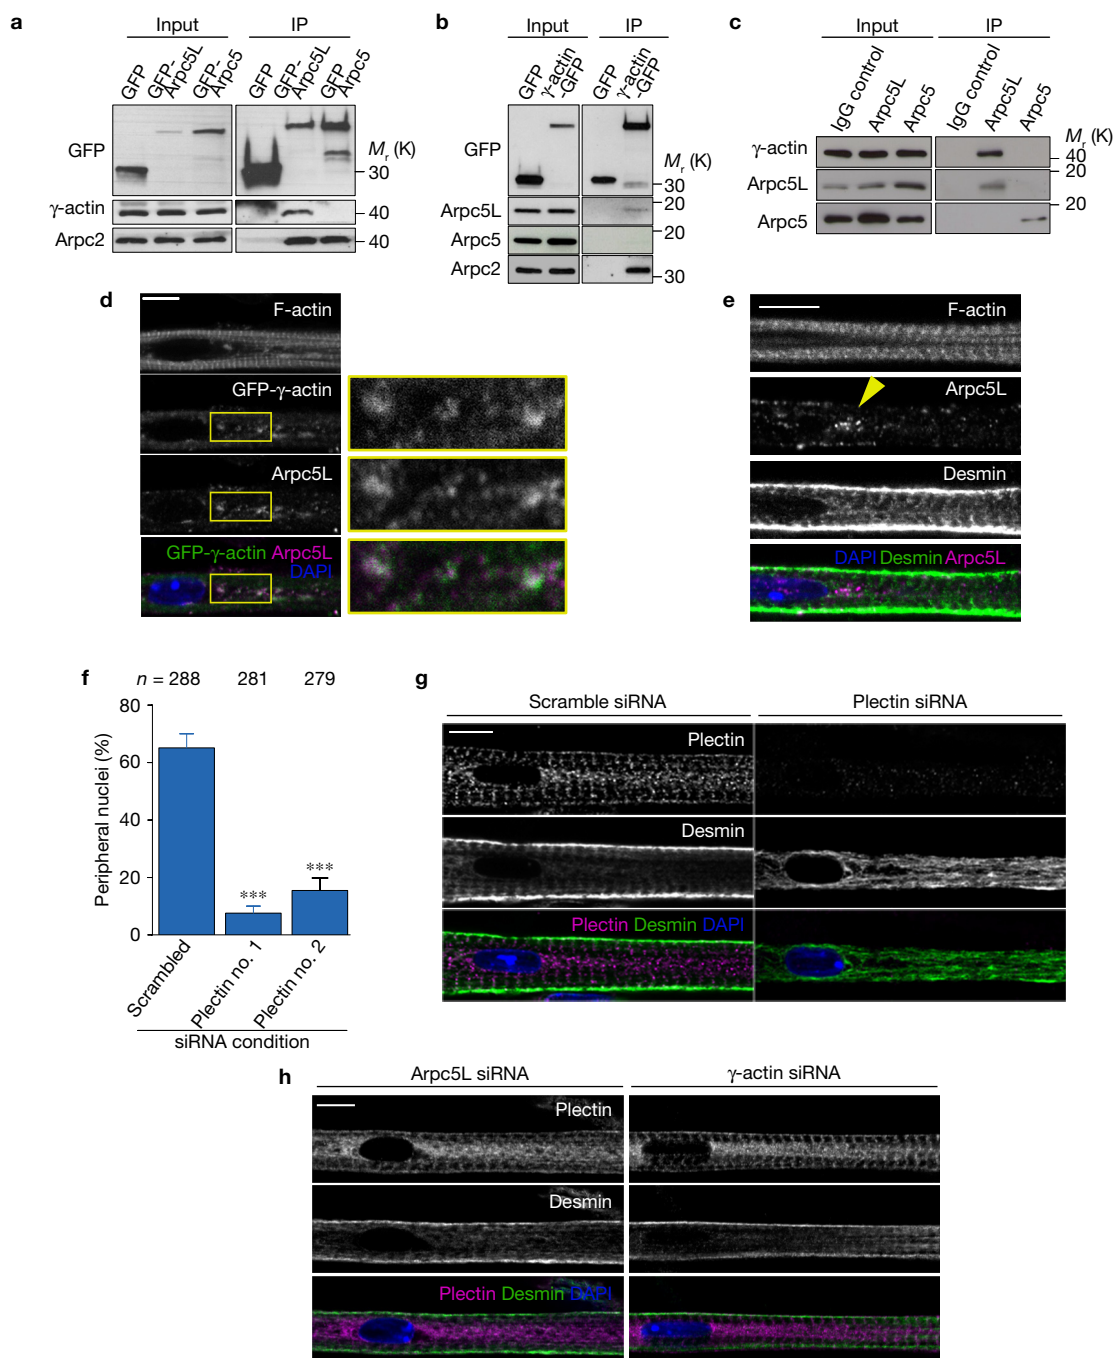 a
Input
IP
GFP
GFP-Arpc5L
GFP-Arpc5
GFP
GFP-Arpc5L
GFP-Arpc5
GFP
Mr (K)
30
γ-actin
40
Arpc2
40
b
Input
IP
GFP
γ-actin-GFP
GFP
γ-actin-GFP
GFP
Mr (K)
30
Arpc5L
20
Arpc5
20
Arpc2
30
c
Input
IP
IgG control
Arpc5L
Arpc5
IgG control
Arpc5L
Arpc5
Mr (K)
γ-actin
40
20
Arpc5L
20
Arpc5
d
F-actin
GFP-γ-actin
Arpc5L
GFP-γ-actin Arpc5L
DAPI
e
F-actin
Arpc5L
Desmin
DAPI Desmin Arpc5L
f
n = 288 281 279
Peripheral nuclei (%)
80
60
40
20
0
***
***
Scrambled
Plectin no. 1
Plectin no. 2
siRNA condition
g
Scramble siRNA
Plectin siRNA
Plectin
Desmin
Plectin Desmin DAPI
h
Arpc5L siRNA
γ-actin siRNA
Plectin
Desmin
Plectin Desmin DAPI